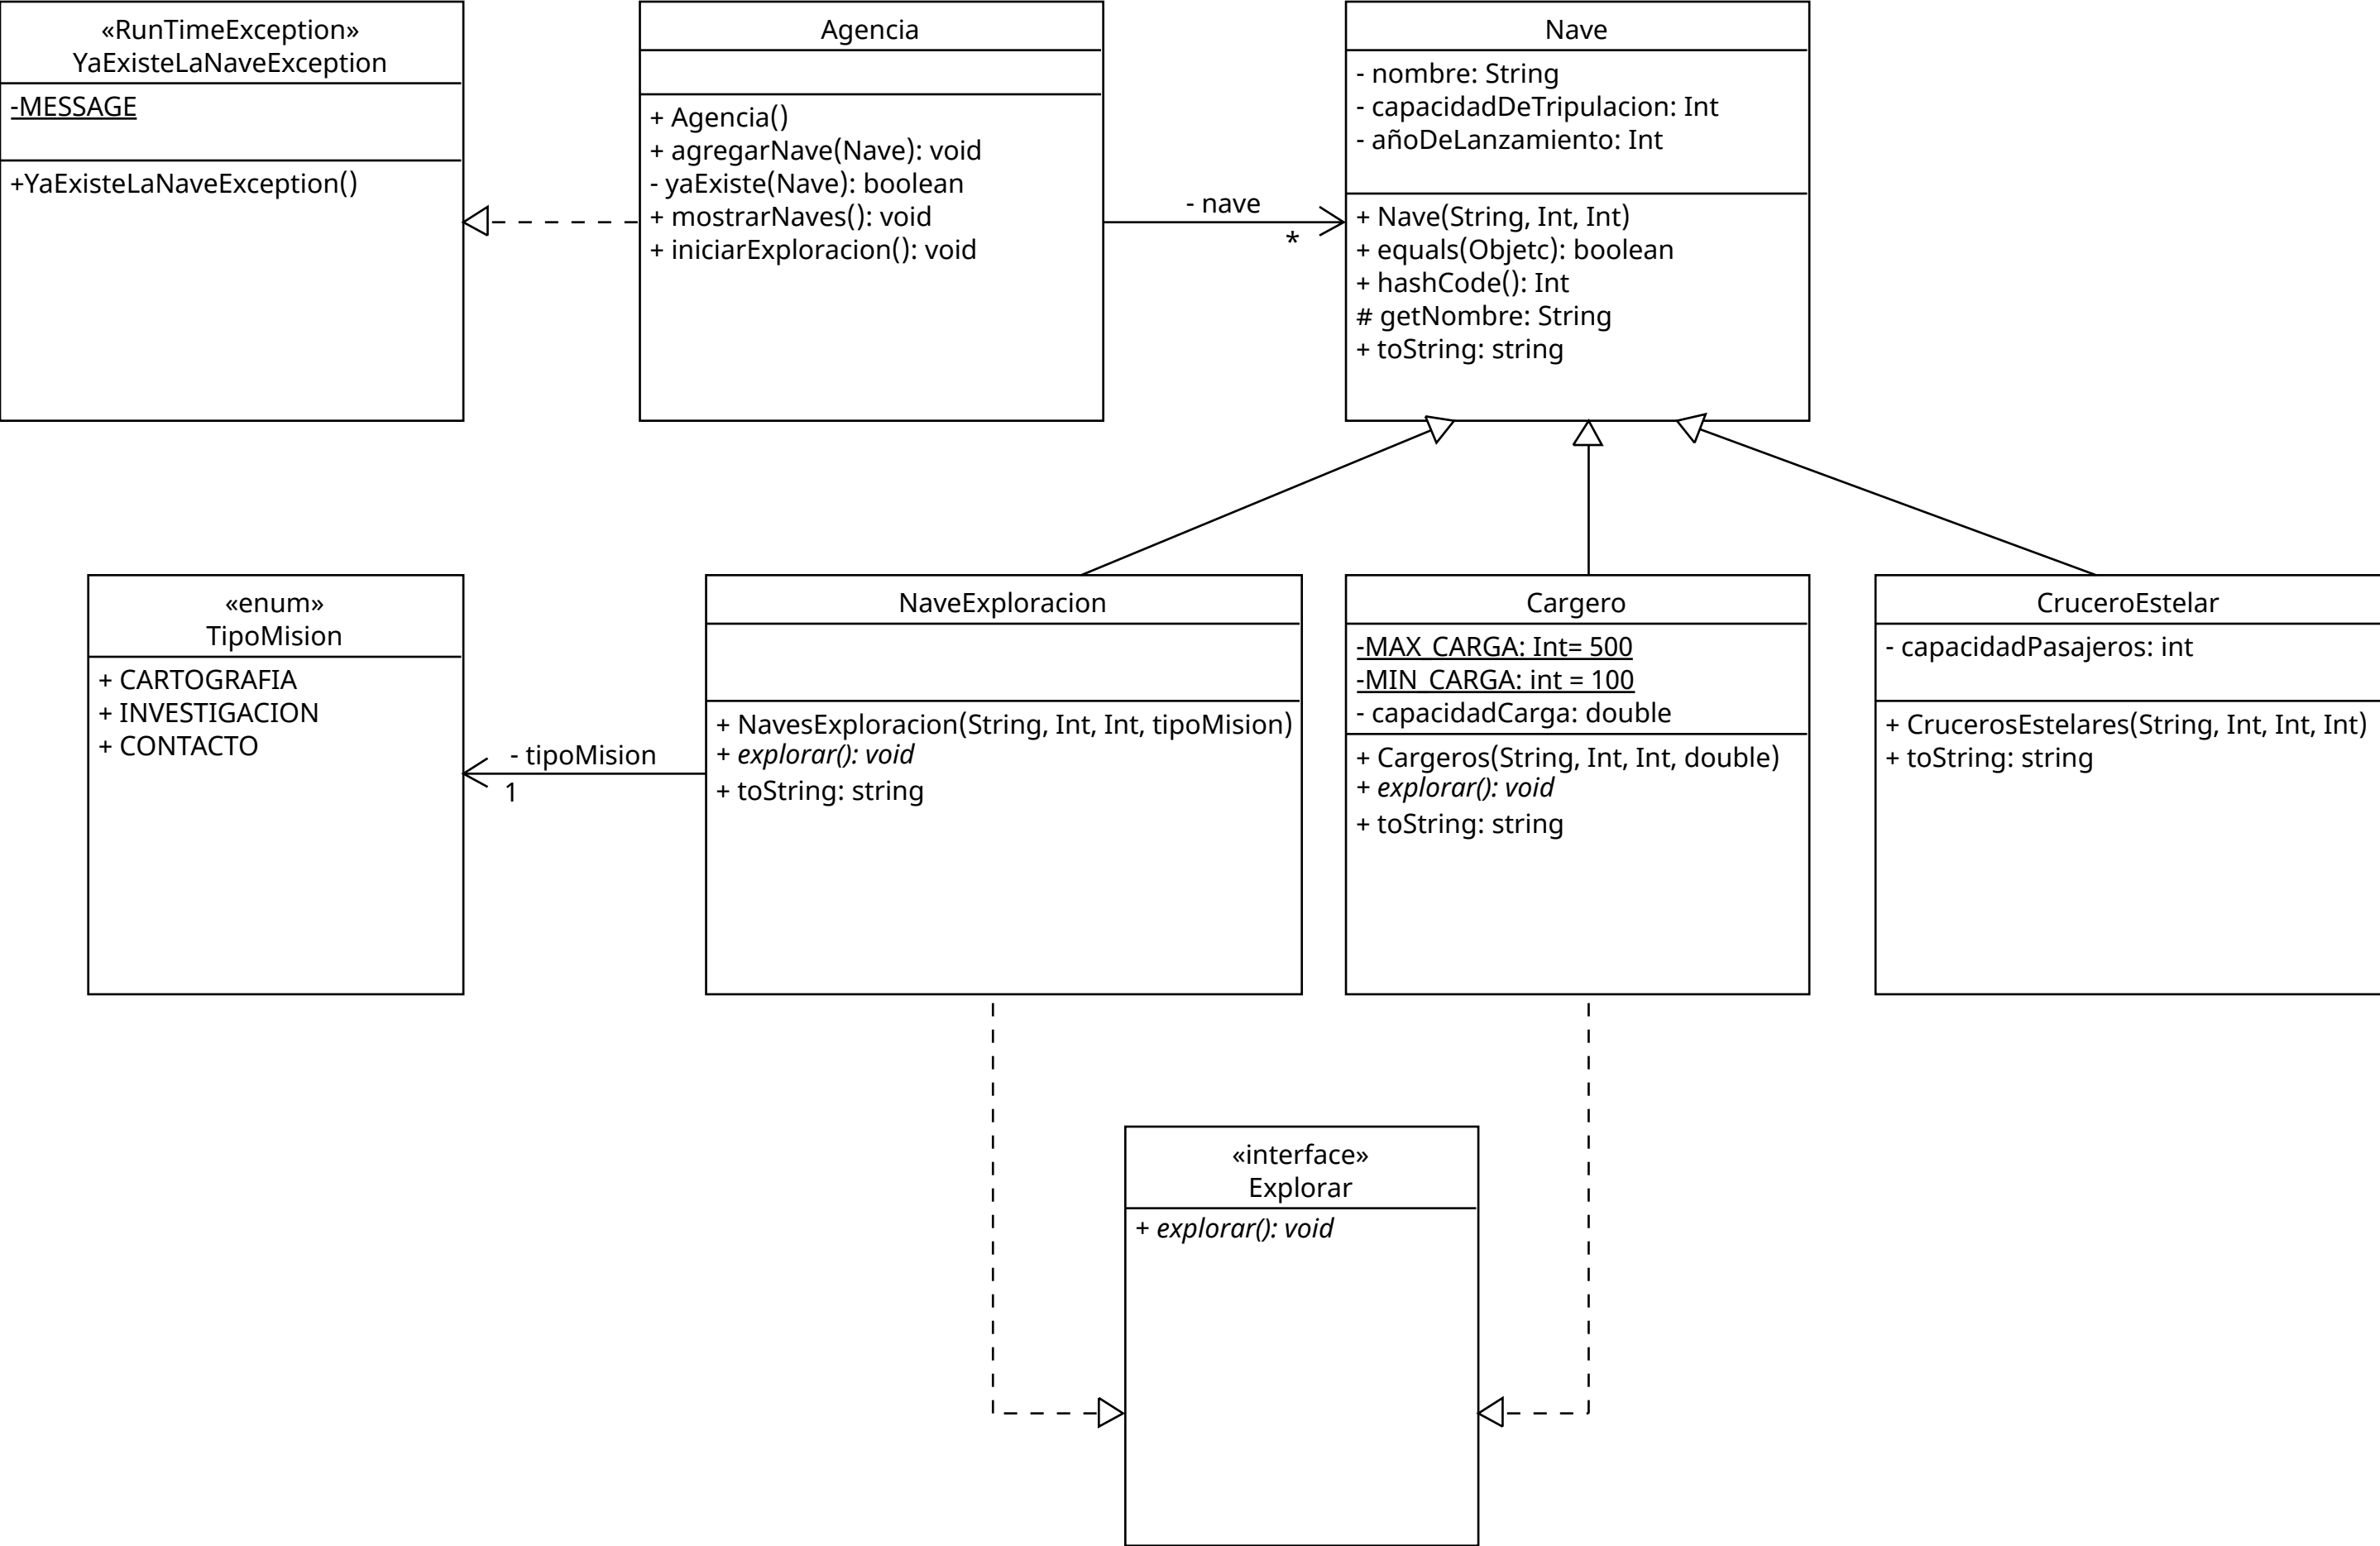 «RunTimeException»
YaExisteLaNaveException
-MESSAGE
+YaExisteLaNaveException()
Agencia
+ Agencia()
+ agregarNave(Nave): void
- yaExiste(Nave): boolean
+ mostrarNaves(): void
+ iniciarExploracion(): void
- nave
*
Nave
- nombre: String
- capacidadDeTripulacion: Int
- añoDeLanzamiento: Int
+ Nave(String, Int, Int)
+ equals(Objetc): boolean
+ hashCode(): Int
# getNombre: String
+ toString: string
«enum»
TipoMision
+ CARTOGRAFIA
+ INVESTIGACION
+ CONTACTO
- tipoMision
1
NaveExploracion
+ NavesExploracion(String, Int, Int, tipoMision)
+ explorar(): void
+ toString: string
Cargero
-MAX_CARGA: Int= 500
-MIN_CARGA: int = 100
- capacidadCarga: double
+ Cargeros(String, Int, Int, double)
+ explorar(): void
+ toString: string
CruceroEstelar
- capacidadPasajeros: int
+ CrucerosEstelares(String, Int, Int, Int)
+ toString: string
«interface»
Explorar
+ explorar(): void